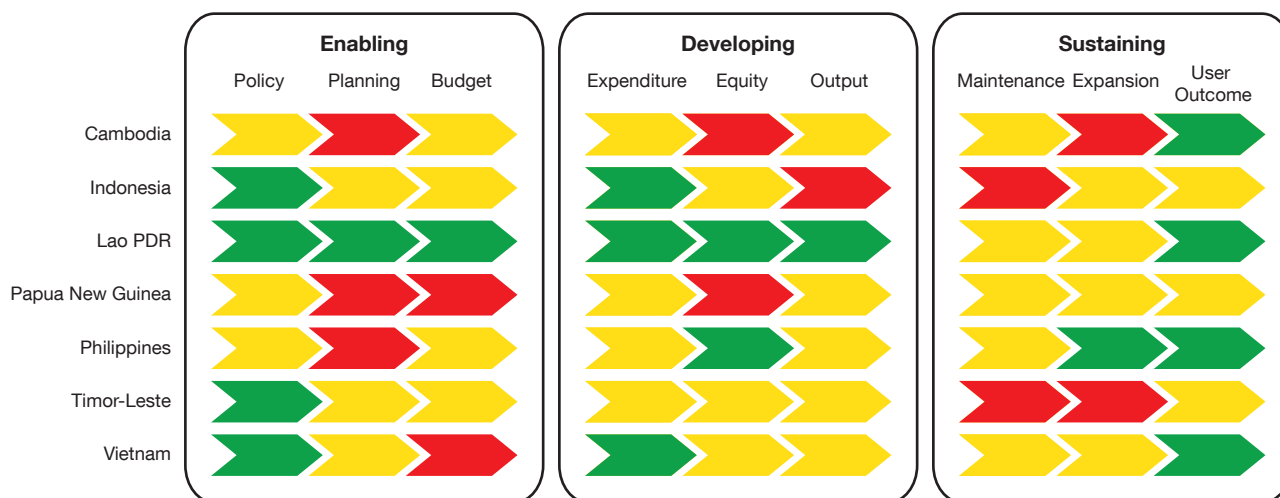 Enabling
Developing
Sustaining
Policy
Planning
Budget
Expenditure
Equity
Output
Maintenance
Expansion
User
Outcome
Cambodia
Indonesia
Lao PDR
Papua New Guinea
Philippines
Timor-Leste
Vietnam